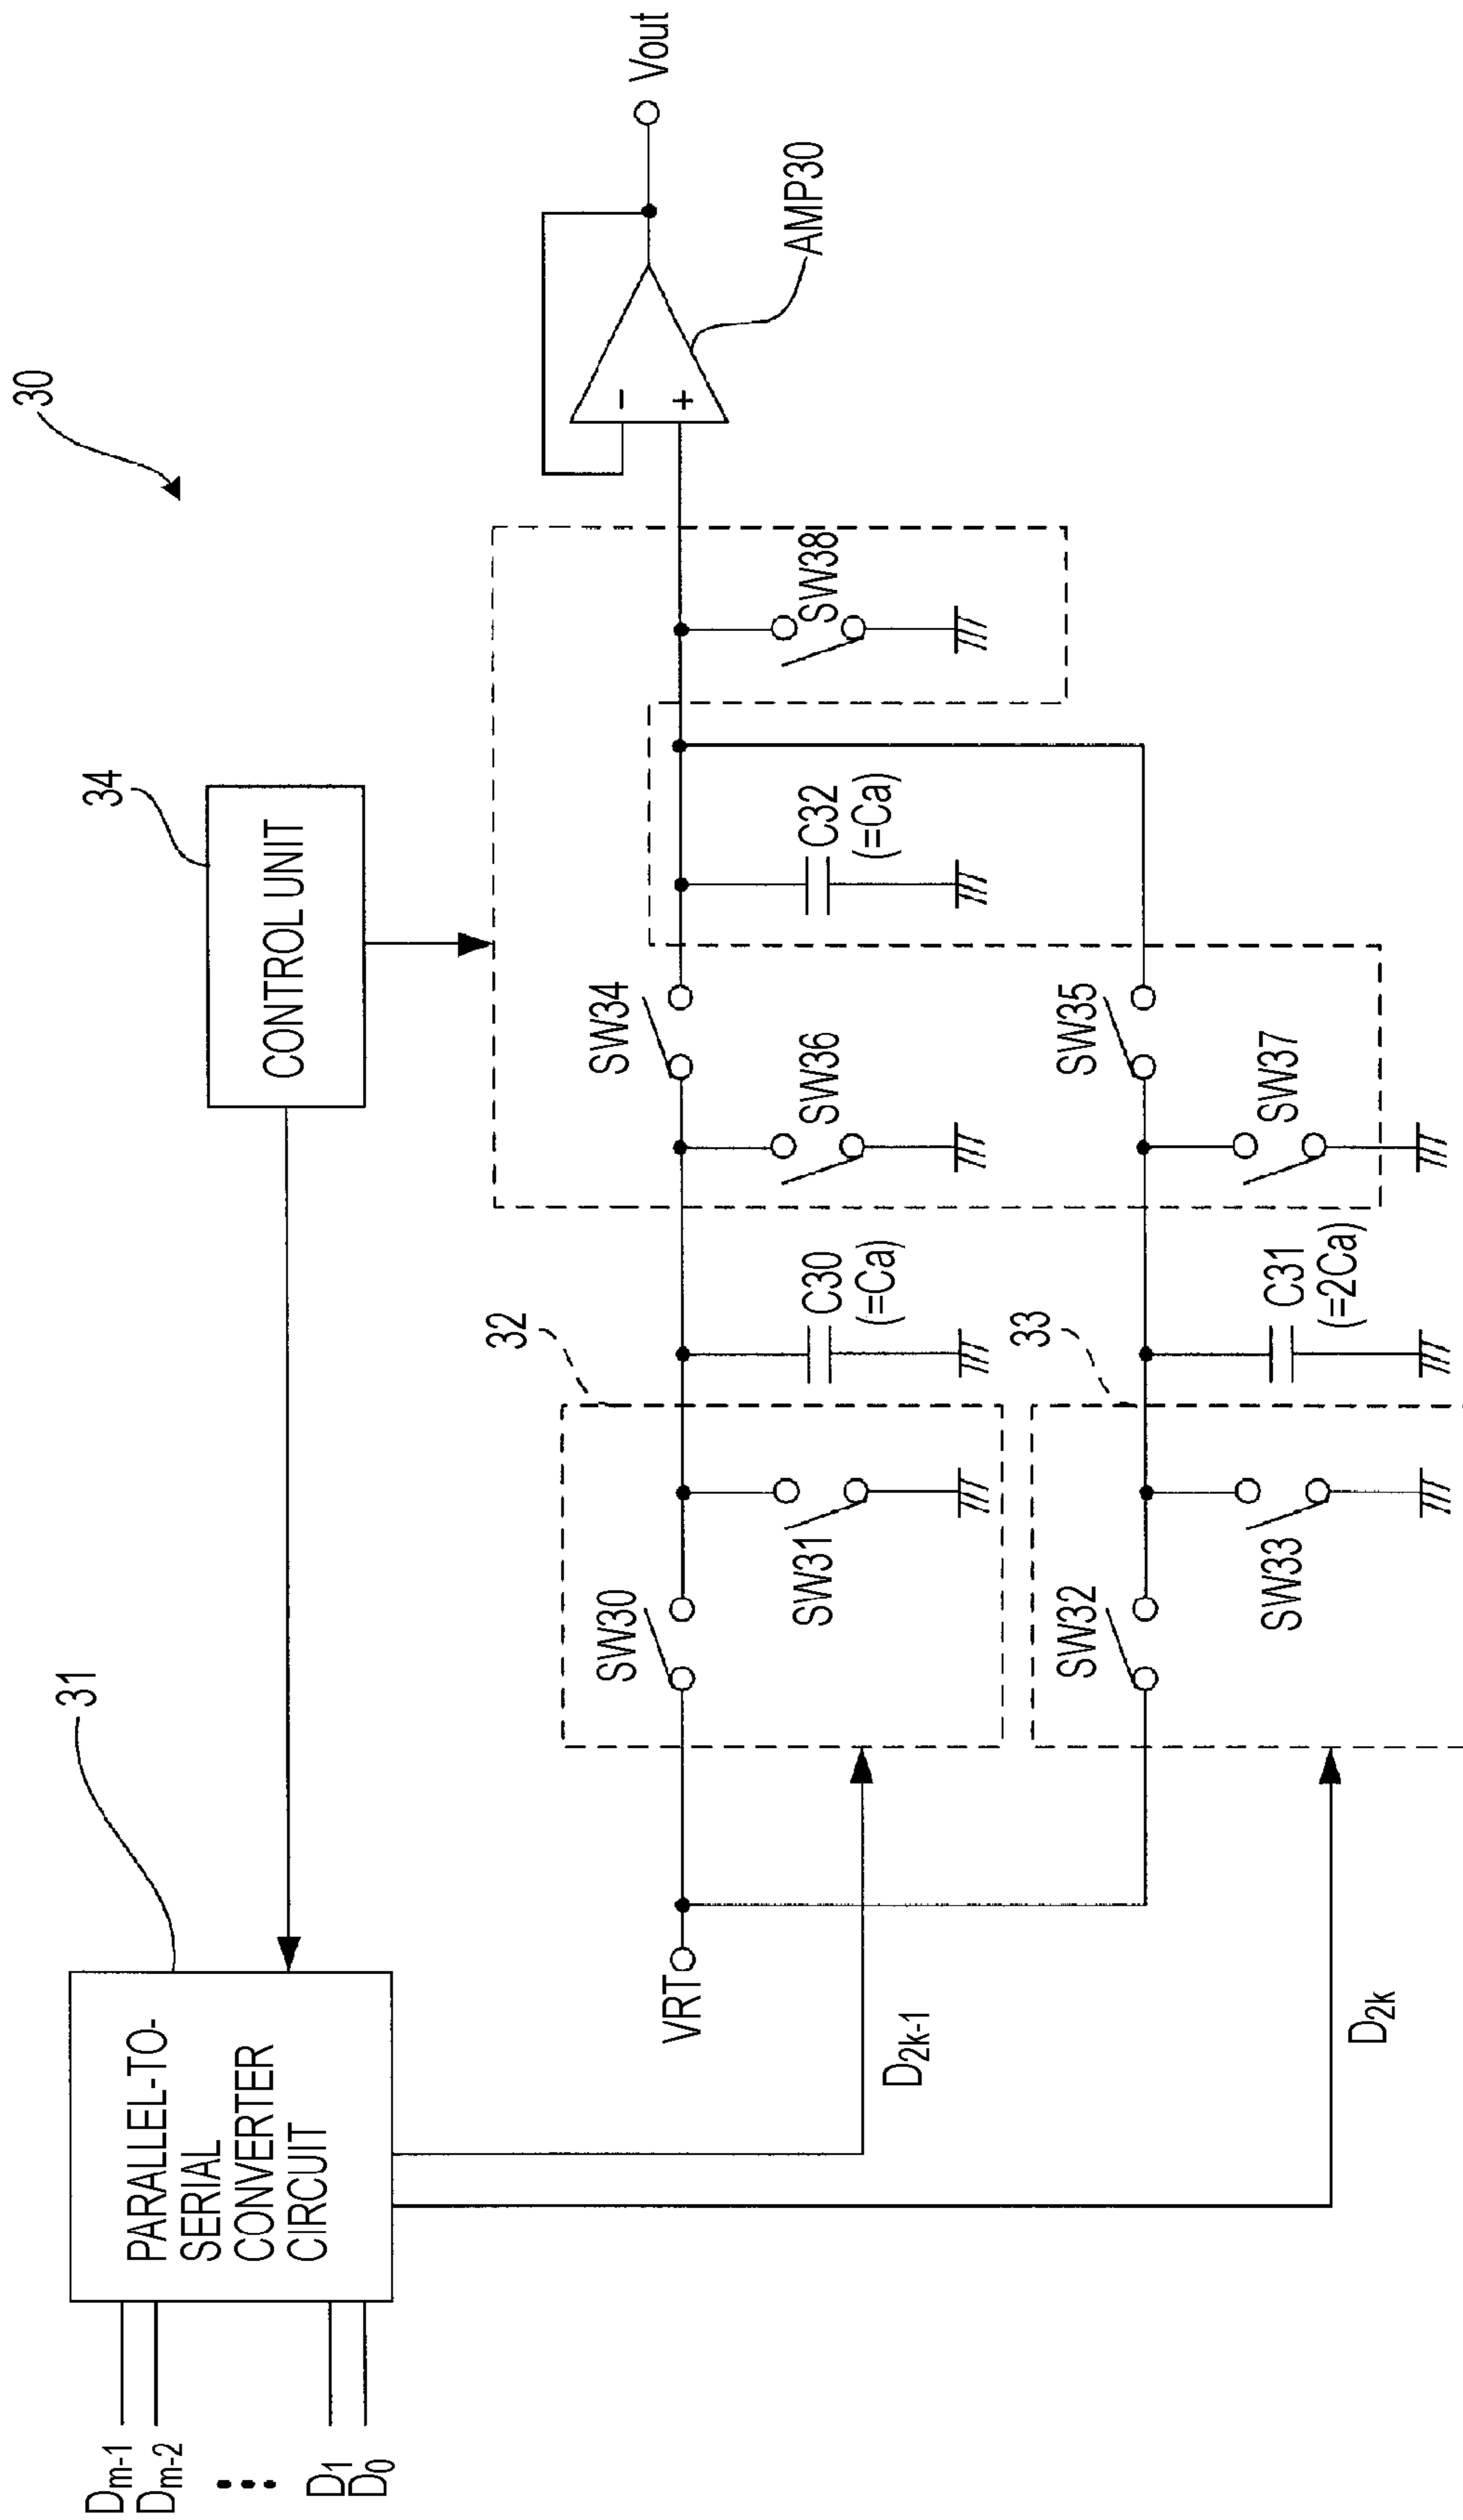 30
34
CONTROL UNIT
31
PARALLEL-TO-
SERIAL
CONVERTER
CIRCUIT
Dm-1
Dm-2
D1
D0
Vout
AMP30
−
+
32
SW30
SW31
C30
(=Ca)
SW34
SW36
C32
(=Ca)
SW38
VRT
D2k-1
33
SW32
SW33
C31
(=2Ca)
SW35
SW37
D2k